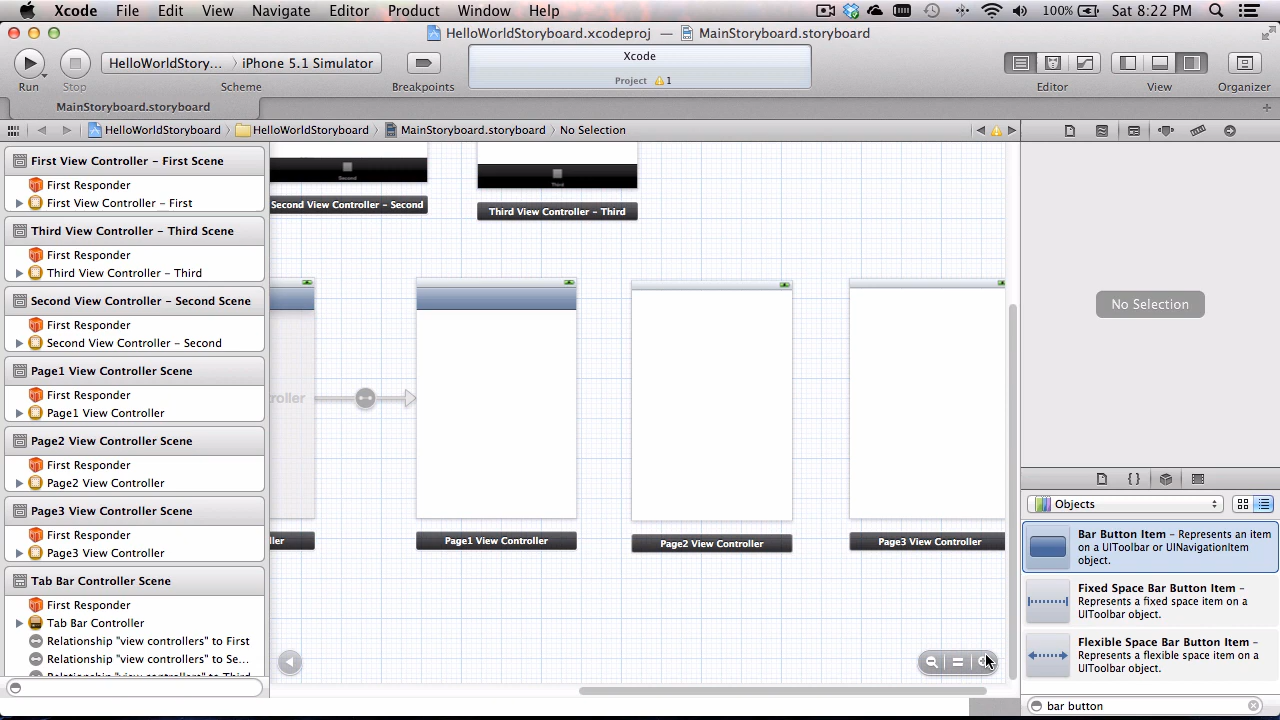 Xcode File Edit View Navigate Editor Product Window Help 100% Sat 8:22 PM
HelloWorldStoryboard.xcodeproj — MainStoryboard.storyboard
HelloWorldStory... iPhone 5.1 Simulator
Xcode
Project 1
Run Stop Scheme Breakpoints Editor View Organizer
MainStoryboard.storyboard
HelloWorldStoryboard HelloWorldStoryboard MainStoryboard.storyboard No Selection
First View Controller – First Scene
First Responder
First View Controller – First
Third View Controller – Third Scene
First Responder
Third View Controller – Third
Second View Controller – Second Scene
First Responder
Second View Controller – Second
Page1 View Controller Scene
First Responder
Page1 View Controller
Page2 View Controller Scene
First Responder
Page2 View Controller
Page3 View Controller Scene
First Responder
Page3 View Controller
Tab Bar Controller Scene
First Responder
Tab Bar Controller
Relationship "view controllers" to First
Relationship "view controllers" to Se...
Second
Third
Second View Controller – Second
Third View Controller – Third
roller
ller
Page1 View Controller
Page2 View Controller
Page3 View Controller
No Selection
Objects
Bar Button Item – Represents an item
on a UIToolbar or UINavigationItem
object.
Fixed Space Bar Button Item –
Represents a fixed space item on a
UIToolbar object.
Flexible Space Bar Button Item –
Represents a flexible space item on a
UIToolbar object.
bar button